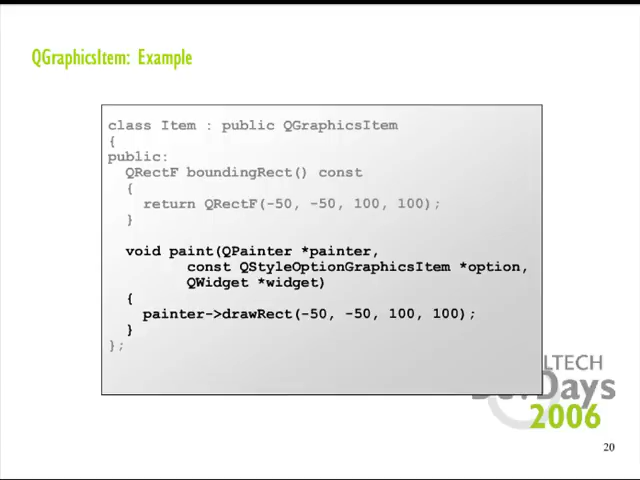 QGraphicsItem: Example
class Item : public QGraphicsItem
{
public:
QRectF boundingRect() const
{
return QRectF(-50, -50, 100, 100);
}
void paint(QPainter *painter,
const QStyleOptionGraphicsItem *option,
QWidget *widget)
{
painter->drawRect(-50, -50, 100, 100);
}
};
LTECH
Days
2006
20